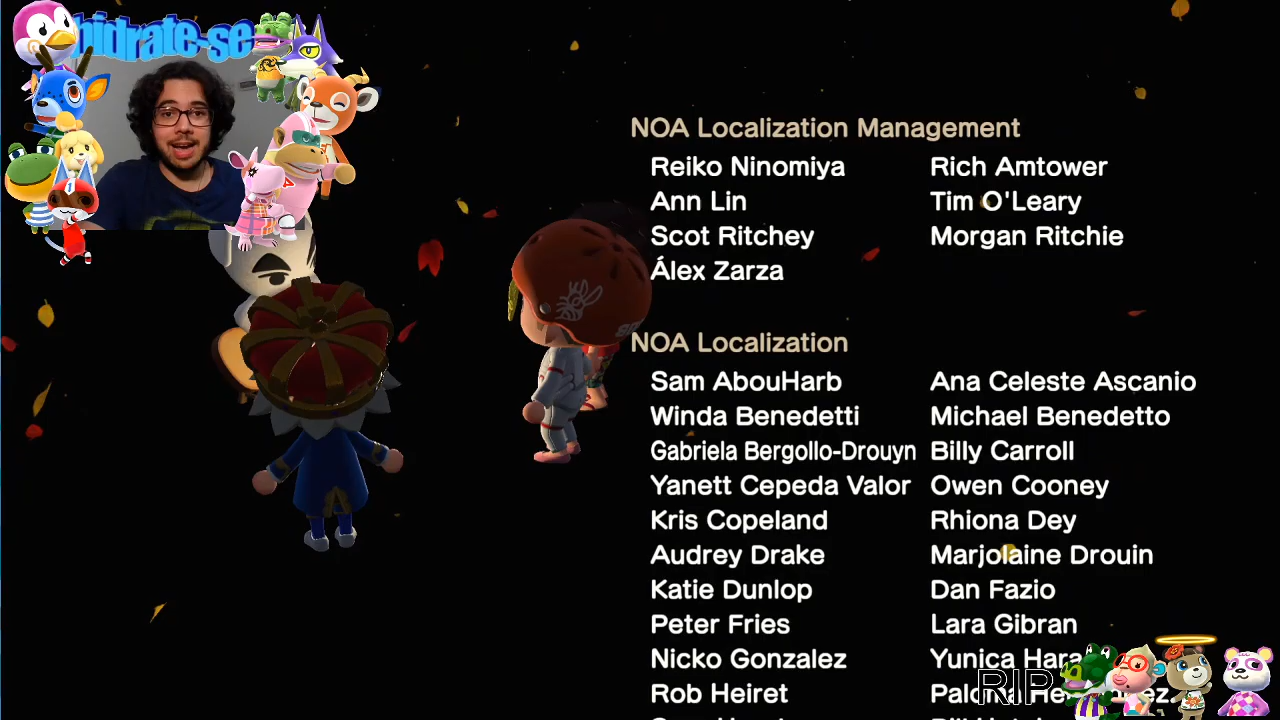 hidrate-se
NOA Localization Management
Reiko Ninomiya Rich Amtower
Ann Lin Tim O'Leary
Scot Ritchey Morgan Ritchie
Álex Zarza
NOA Localization
Sam AbouHarb Ana Celeste Ascanio
Winda Benedetti Michael Benedetto
Gabriela Bergollo-Drouyn Billy Carroll
Yanett Cepeda Valor Owen Cooney
Kris Copeland Rhiona Dey
Audrey Drake Marjolaine Drouin
Katie Dunlop Dan Fazio
Peter Fries Lara Gibran
Nicko Gonzalez Yunica
Rob Heiret
RIP